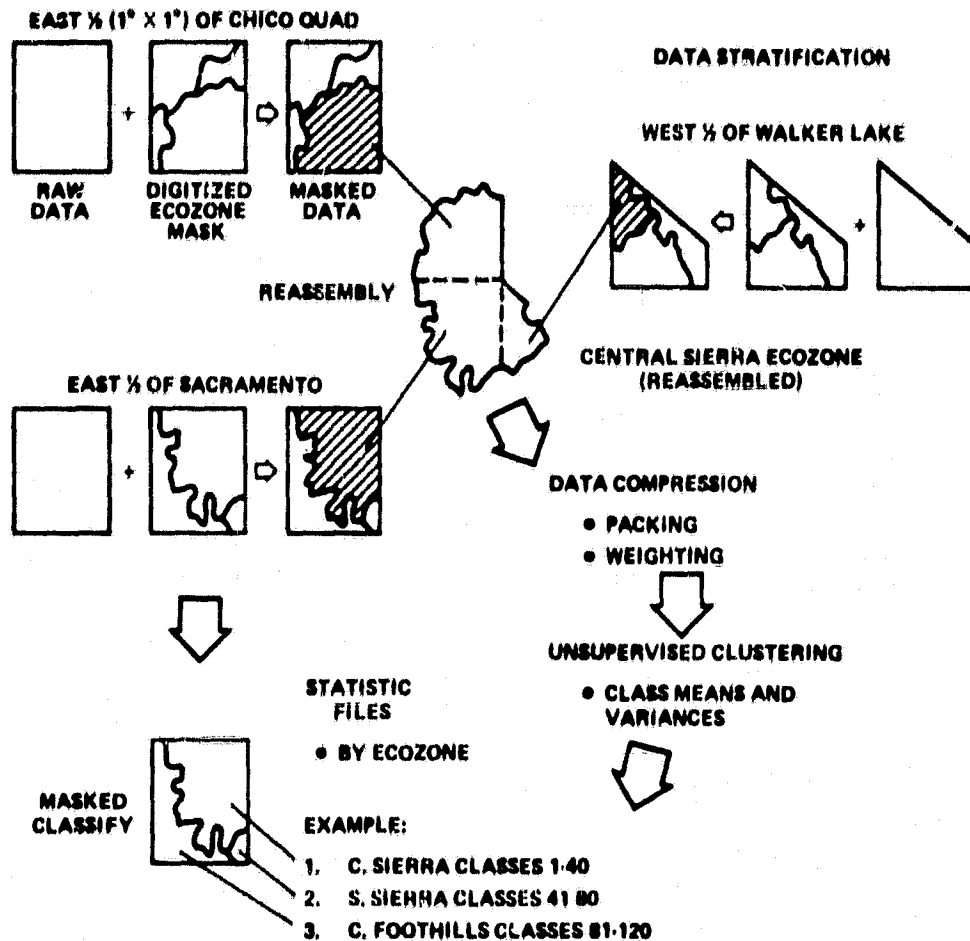 EAST ½ (1° X 1°) OF CHICO QUAD
RAW
DATA
DIGITIZED
ECOZONE
MASK
MASKED
DATA
DATA STRATIFICATION
WEST ½ OF WALKER LAKE
REASSEMBLY
CENTRAL SIERRA ECOZONE
(REASSEMBLED)
EAST ½ OF SACRAMENTO
DATA COMPRESSION
• PACKING
• WEIGHTING
UNSUPERVISED CLUSTERING
• CLASS MEANS AND
VARIANCES
STATISTIC
FILES
• BY ECOZONE
MASKED
CLASSIFY
EXAMPLE:
1. C. SIERRA CLASSES 1-40
2. S. SIERRA CLASSES 41 80
3. C. FOOTHILLS CLASSES 81-120